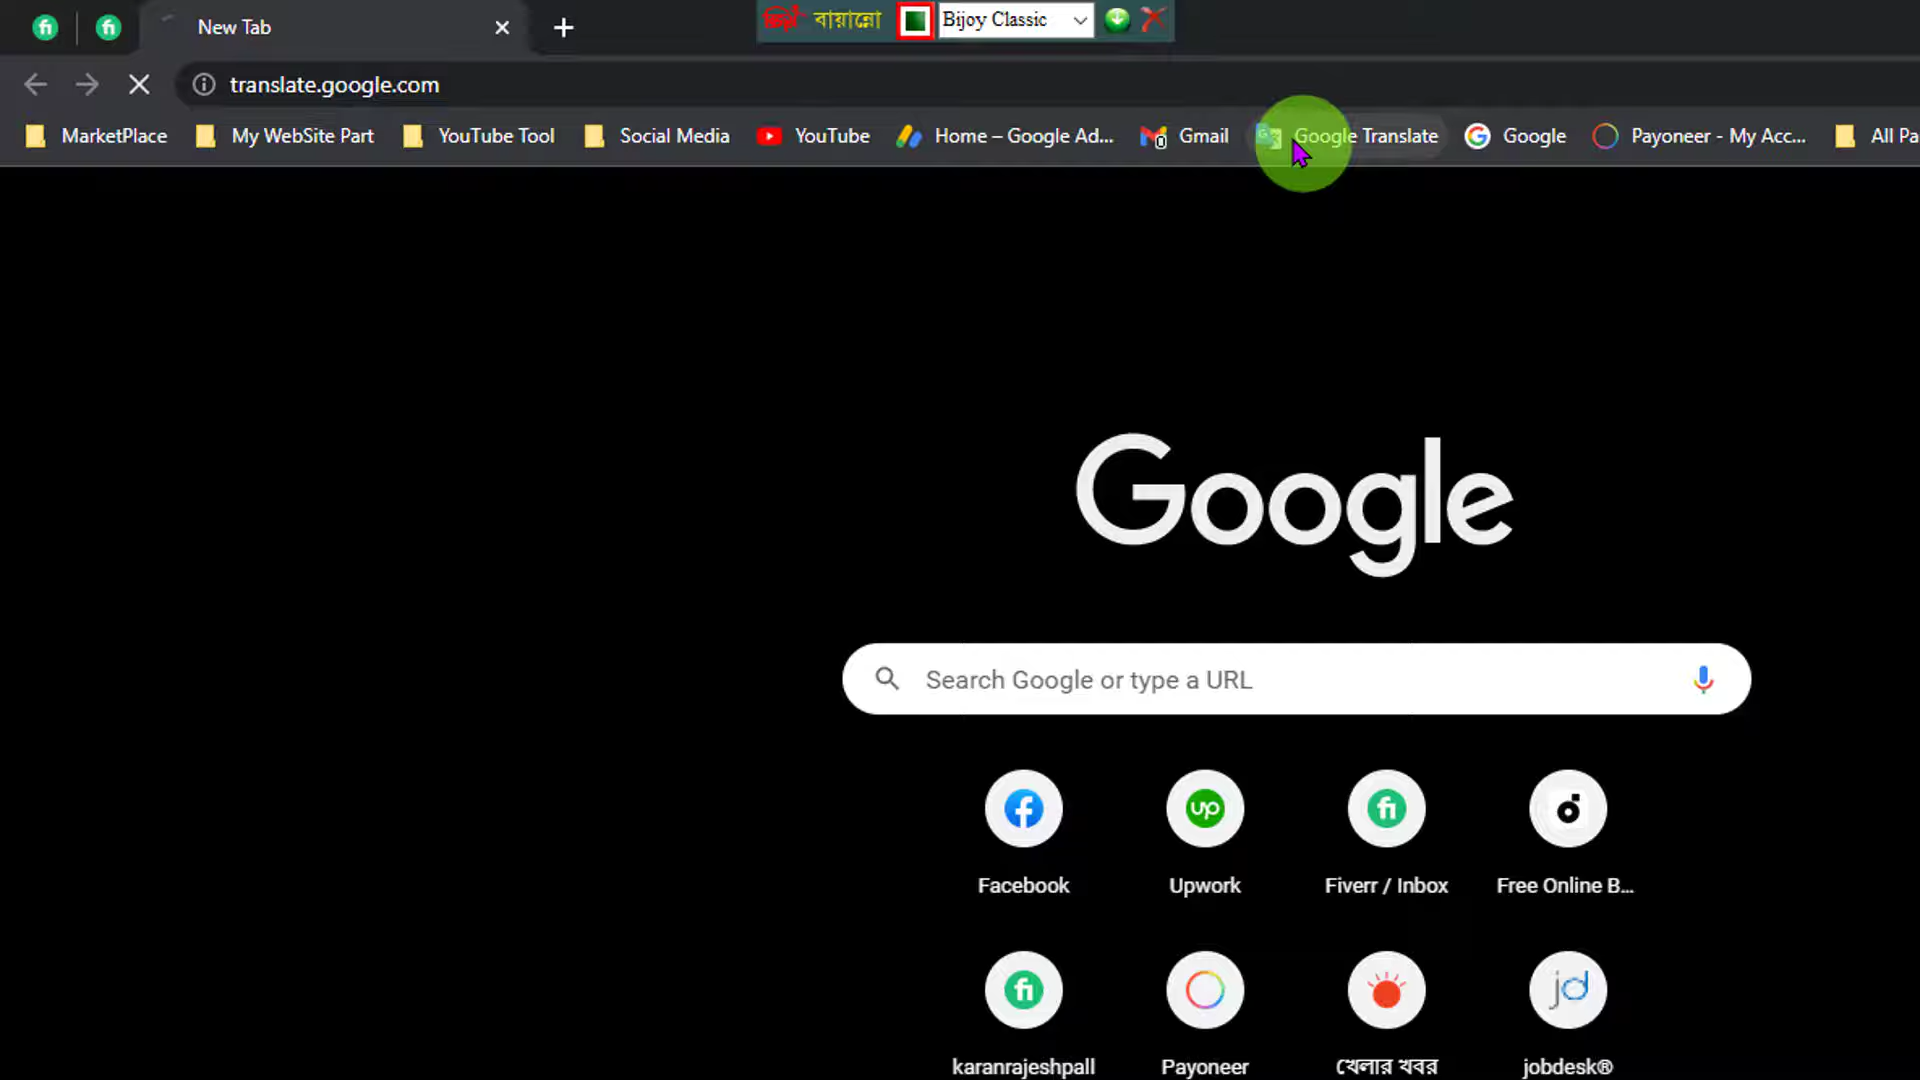 New Tab
বায়ান্নো
Bijoy Classic
translate.google.com
MarketPlace
My WebSite Part
YouTube Tool
Social Media
YouTube
Home – Google Ad...
Gmail
Google Translate
Google
Payoneer - My Acc...
All Pa
Google
Search Google or type a URL
Facebook
Upwork
Fiverr / Inbox
Free Online B...
karanrajeshpall
Payoneer
খেলার খবর
jobdesk®